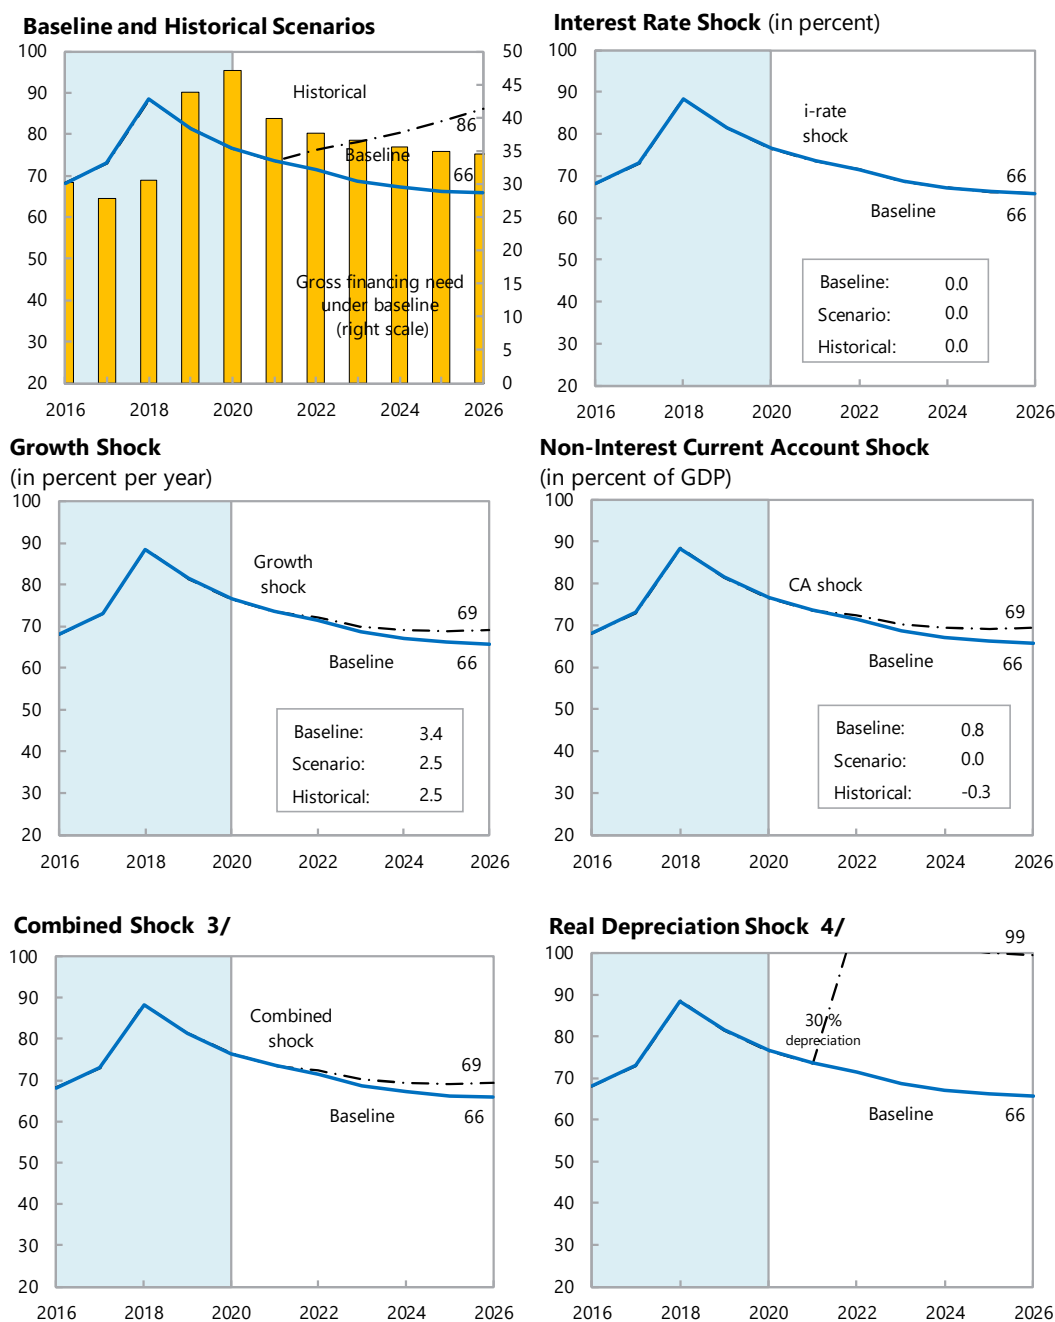 Baseline and Historical Scenarios
100
90
80
70
60
50
40
30
20
50
45
40
35
30
25
20
15
10
5
0
Historical
86
Baseline
66
Gross financing need
under baseline
(right scale)
2016 2018 2020 2022 2024 2026
Interest Rate Shock (in percent)
100
90
80
70
60
50
40
30
20
i-rate
shock
66
Baseline
66
Baseline: 0.0
Scenario: 0.0
Historical: 0.0
2016 2018 2020 2022 2024 2026
Growth Shock
(in percent per year)
100
90
80
70
60
50
40
30
20
Growth
shock
69
Baseline
66
Baseline: 3.4
Scenario: 2.5
Historical: 2.5
2016 2018 2020 2022 2024 2026
Non-Interest Current Account Shock
(in percent of GDP)
100
90
80
70
60
50
40
30
20
CA shock
69
Baseline
66
Baseline: 0.8
Scenario: 0.0
Historical: -0.3
2016 2018 2020 2022 2024 2026
Combined Shock 3/
100
90
80
70
60
50
40
30
20
Combined
shock
69
Baseline
66
2016 2018 2020 2022 2024 2026
Real Depreciation Shock 4/
99
100
90
80
70
60
50
40
30
20
30 %
depreciation
Baseline
66
2016 2018 2020 2022 2024 2026